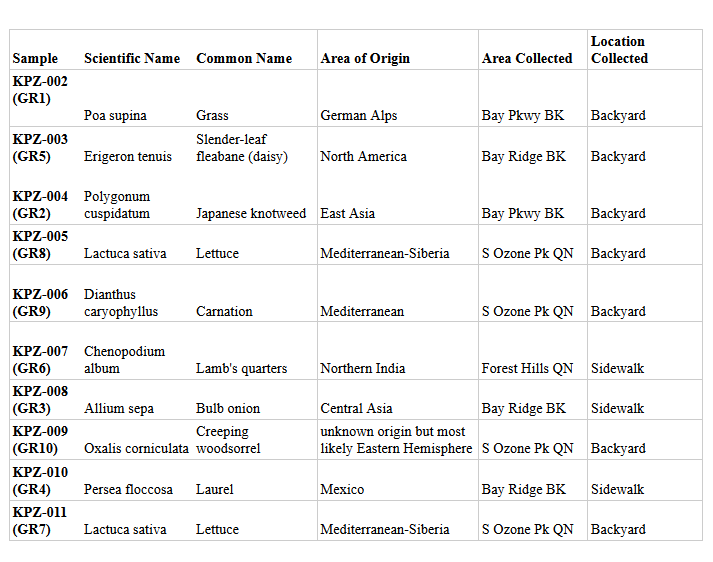 Sample Scientific Name Common Name Area of Origin Area Collected Location Collected
KPZ-002 (GR1) Poa supina Grass German Alps Bay Pkwy BK Backyard
KPZ-003 (GR5) Erigeron tenuis Slender-leaf fleabane (daisy) North America Bay Ridge BK Backyard
KPZ-004 (GR2) Polygonum cuspidatum Japanese knotweed East Asia Bay Pkwy BK Backyard
KPZ-005 (GR8) Lactuca sativa Lettuce Mediterranean-Siberia S Ozone Pk QN Backyard
KPZ-006 (GR9) Dianthus caryophyllus Carnation Mediterranean S Ozone Pk QN Backyard
KPZ-007 (GR6) Chenopodium album Lamb's quarters Northern India Forest Hills QN Sidewalk
KPZ-008 (GR3) Allium sepa Bulb onion Central Asia Bay Ridge BK Sidewalk
KPZ-009 (GR10) Oxalis corniculata Creeping woodsorrel unknown origin but most likely Eastern Hemisphere S Ozone Pk QN Backyard
KPZ-010 (GR4) Persea floccosa Laurel Mexico Bay Ridge BK Sidewalk
KPZ-011 (GR7) Lactuca sativa Lettuce Mediterranean-Siberia S Ozone Pk QN Backyard